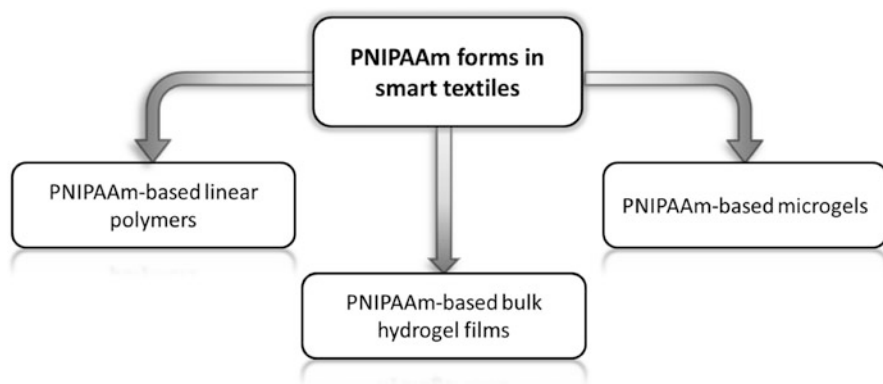 PNIPAAm forms in
smart textiles
PNIPAAm-based linear
polymers
PNIPAAm-based bulk
hydrogel films
PNIPAAm-based microgels